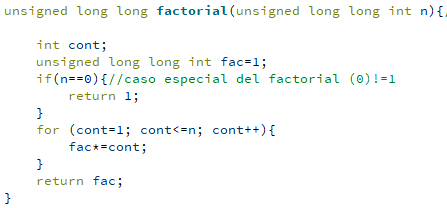 unsigned long long factorial(unsigned long long int n){/
int cont;
unsigned long long int fac=1;
if(n==0){//caso especial del factorial (0)!=1
return 1;
}
for (cont=1; cont<=n; cont++){
fac*=cont;
}
return fac;
}